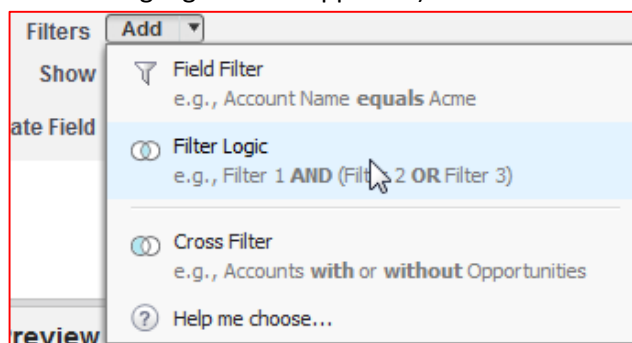 Filters Add
Show
ate Field
Field Filter
e.g., Account Name equals Acme
Filter Logic
e.g., Filter 1 AND (Filt 2 OR Filter 3)
Cross Filter
e.g., Accounts with or without Opportunities
Help me choose...
review